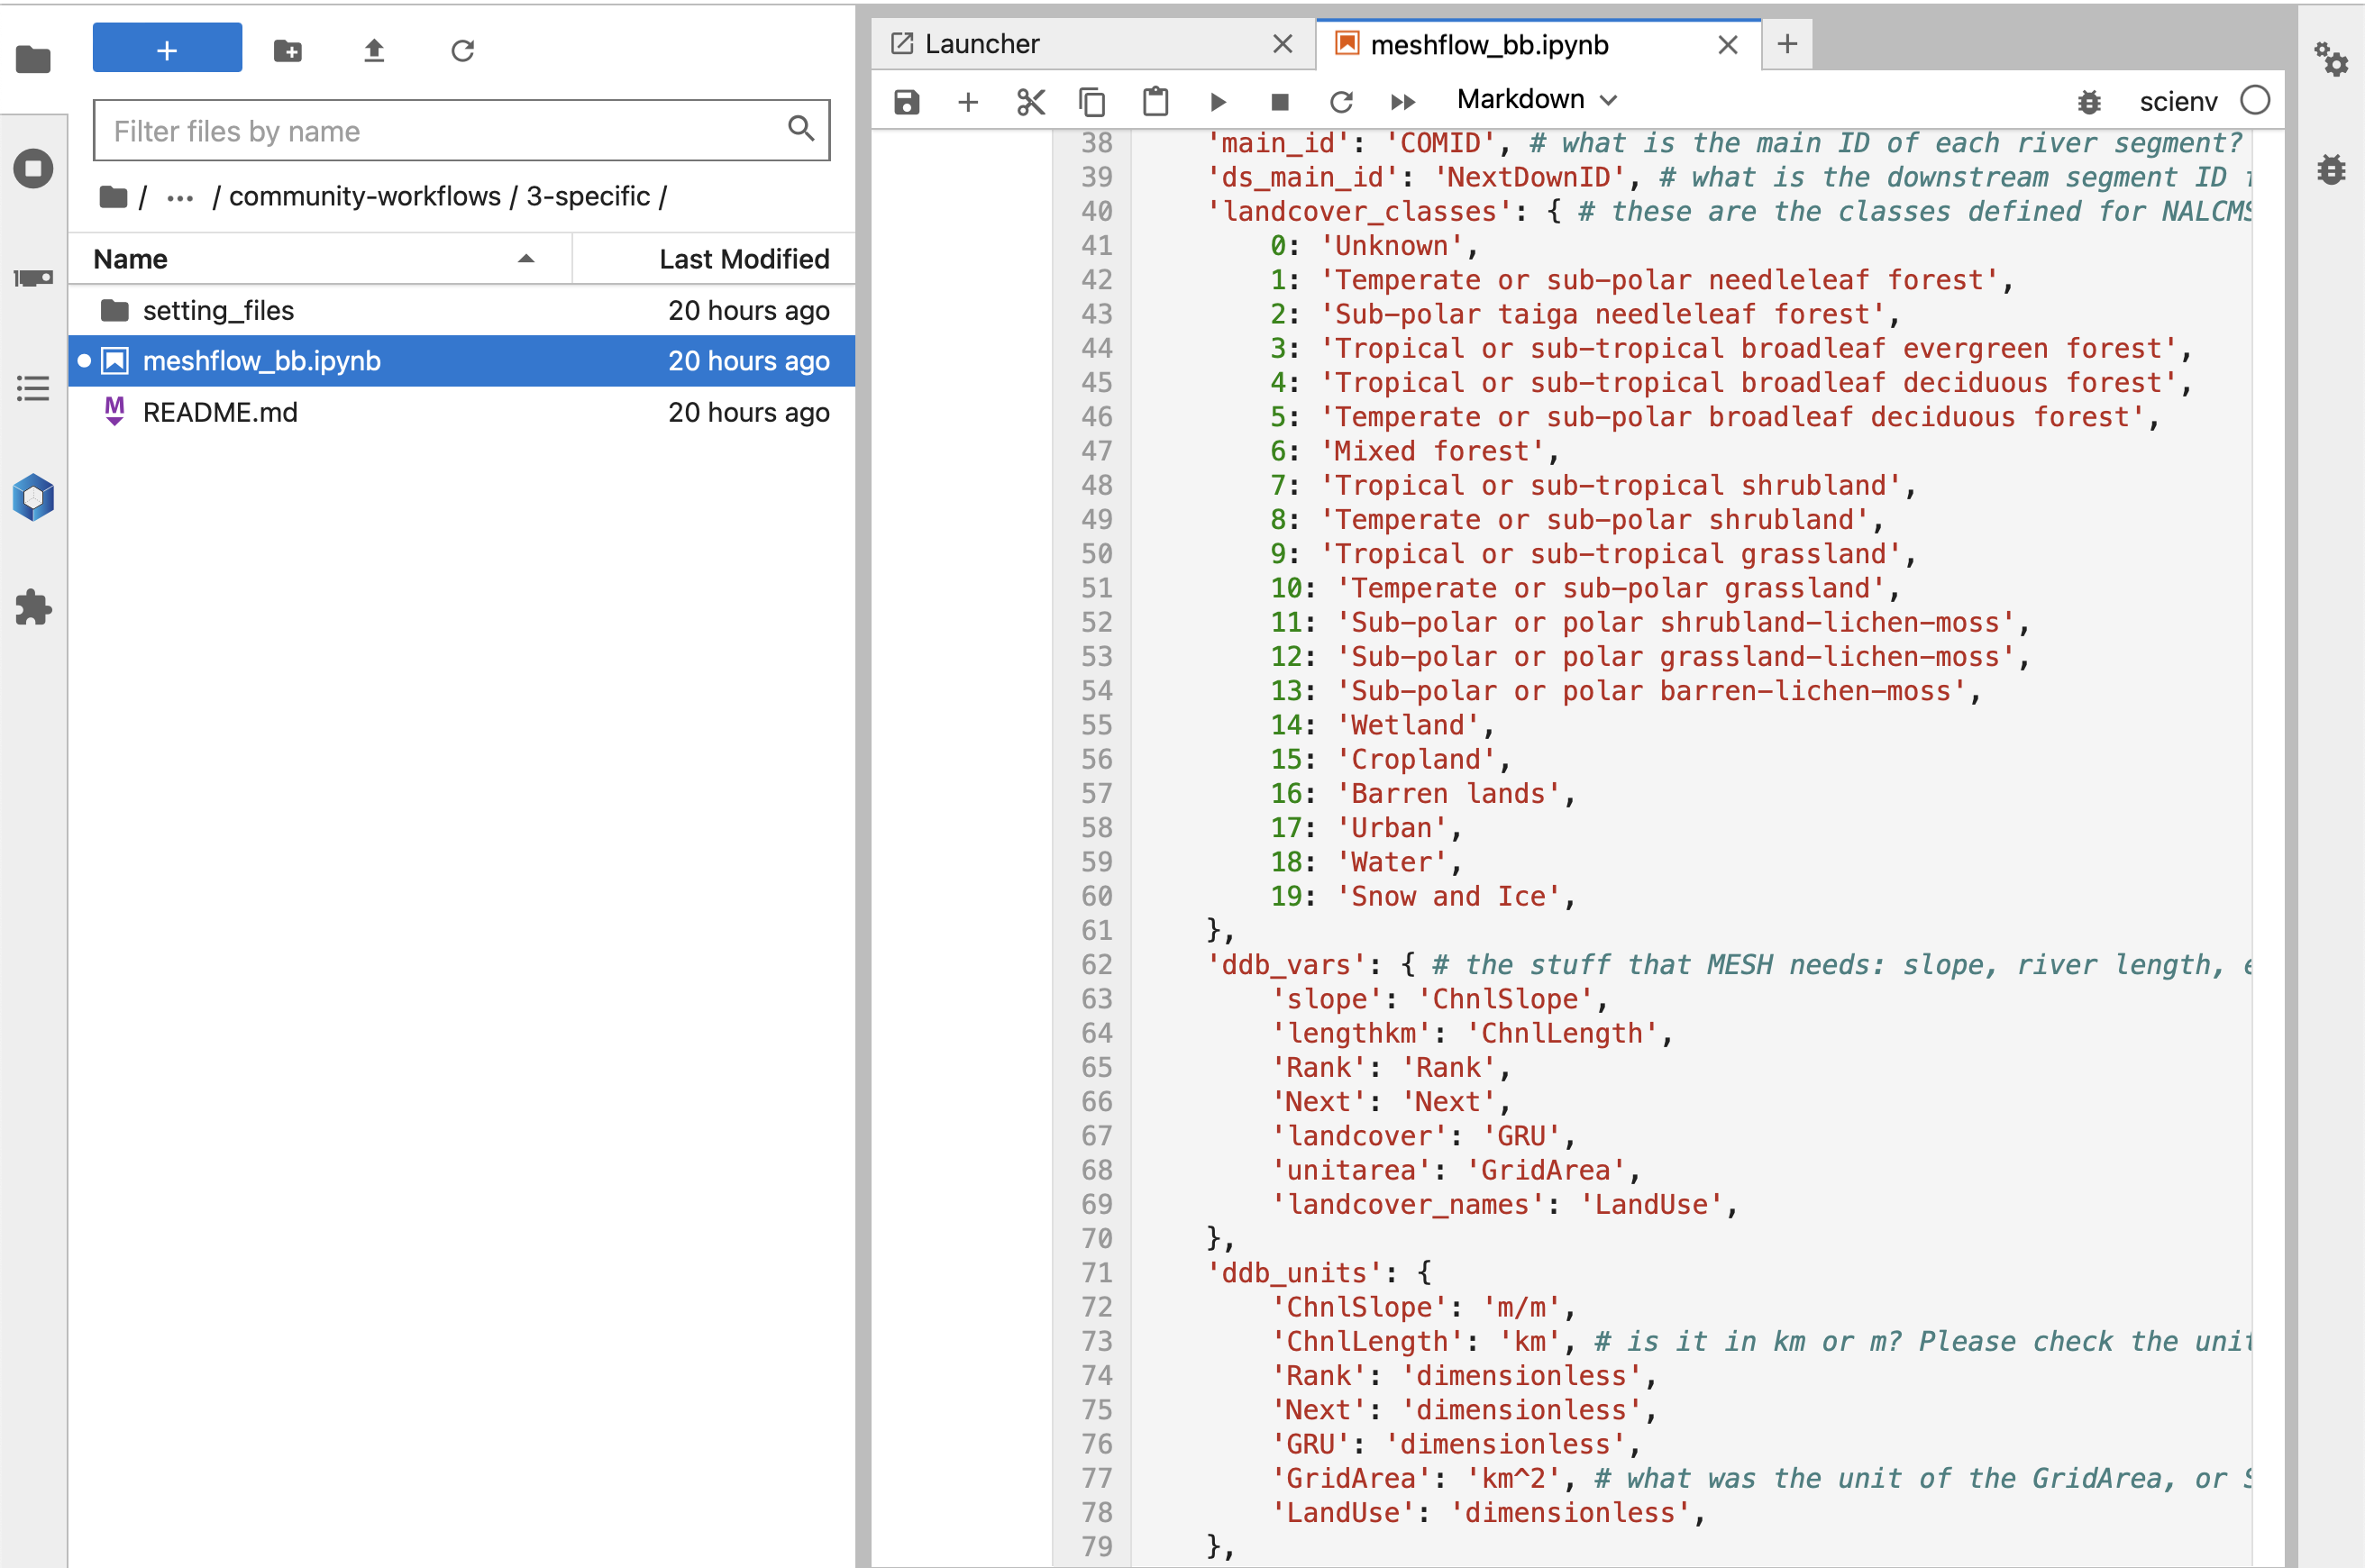 Filter files by name
/ ... / community-workflows / 3-specific /
Name Last Modified
setting_files 20 hours ago
meshflow_bb.ipynb 20 hours ago
M README.md 20 hours ago
Launcher meshflow_bb.ipynb
Markdown scienv
38 'main_id': 'COMID', # what is the main ID of each river segment?
39 'ds_main_id': 'NextDownID', # what is the downstream segment ID
40 'landcover_classes': { # these are the classes defined for NALCMS
41 0: 'Unknown',
42 1: 'Temperate or sub-polar needleleaf forest',
43 2: 'Sub-polar taiga needleleaf forest',
44 3: 'Tropical or sub-tropical broadleaf evergreen forest',
45 4: 'Tropical or sub-tropical broadleaf deciduous forest',
46 5: 'Temperate or sub-polar broadleaf deciduous forest',
47 6: 'Mixed forest',
48 7: 'Tropical or sub-tropical shrubland',
49 8: 'Temperate or sub-polar shrubland',
50 9: 'Tropical or sub-tropical grassland',
51 10: 'Temperate or sub-polar grassland',
52 11: 'Sub-polar or polar shrubland-lichen-moss',
53 12: 'Sub-polar or polar grassland-lichen-moss',
54 13: 'Sub-polar or polar barren-lichen-moss',
55 14: 'Wetland',
56 15: 'Cropland',
57 16: 'Barren lands',
58 17: 'Urban',
59 18: 'Water',
60 19: 'Snow and Ice',
61 },
62 'ddb_vars': { # the stuff that MESH needs: slope, river length,
63 'slope': 'ChnlSlope',
64 'lengthkm': 'ChnlLength',
65 'Rank': 'Rank',
66 'Next': 'Next',
67 'landcover': 'GRU',
68 'unitarea': 'GridArea',
69 'landcover_names': 'LandUse',
70 },
71 'ddb_units': {
72 'ChnlSlope': 'm/m',
73 'ChnlLength': 'km', # is it in km or m? Please check the unit
74 'Rank': 'dimensionless',
75 'Next': 'dimensionless',
76 'GRU': 'dimensionless',
77 'GridArea': 'km^2', # what was the unit of the GridArea, or
78 'LandUse': 'dimensionless',
79 },